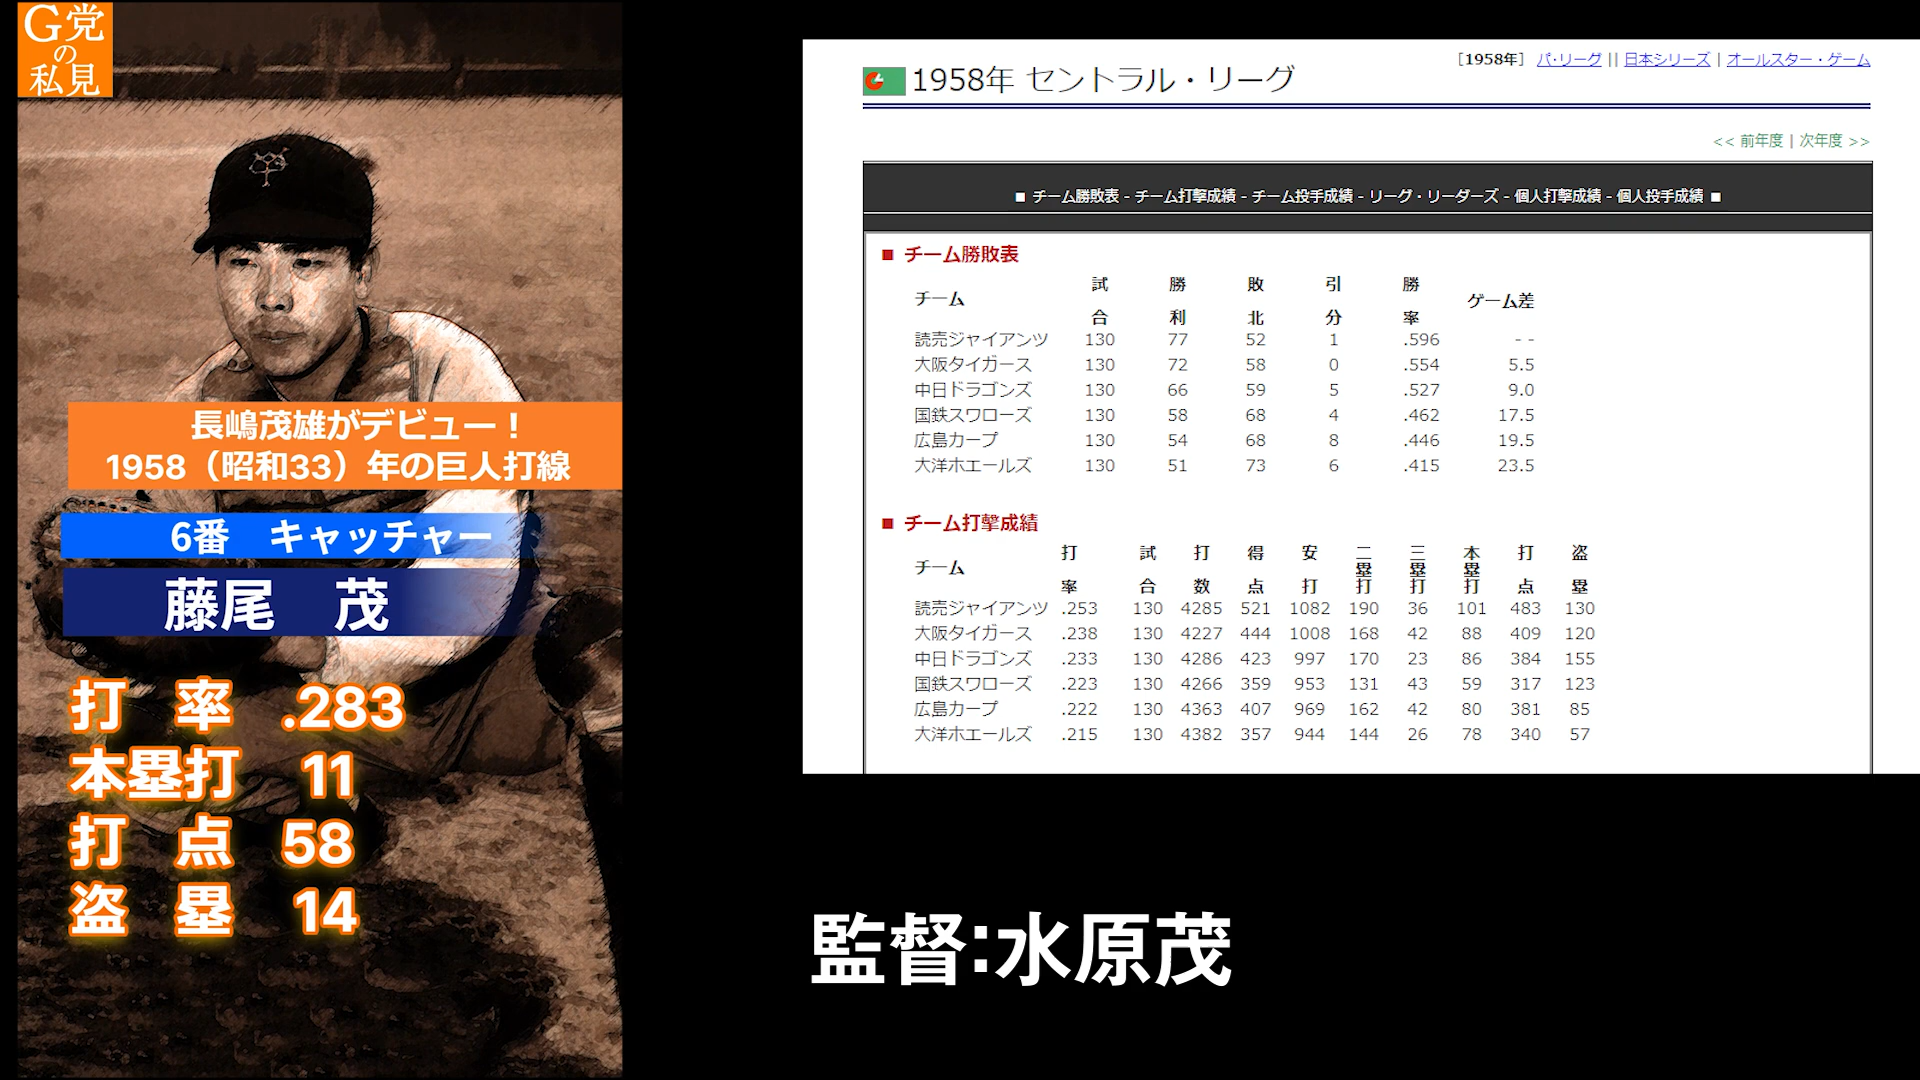 G党
の
私見
長嶋茂雄がデビュー！
1958（昭和33）年の巨人打線
6番　キャッチャー
藤尾　茂
打　率　.283
本塁打　11
打　点　58
盗　塁　14
［1958年］ パ・リーグ || 日本シリーズ | オールスター・ゲーム
1958年 セントラル・リーグ
<< 前年度 | 次年度 >>
■ チーム勝敗表 - チーム打撃成績 - チーム投手成績 - リーグ・リーダーズ - 個人打撃成績 - 個人投手成績 ■
■ チーム勝敗表
チーム 試合 勝利 敗北 引分 勝率 ゲーム差
読売ジャイアンツ 130 77 52 1 .596 - -
大阪タイガース 130 72 58 0 .554 5.5
中日ドラゴンズ 130 66 59 5 .527 9.0
国鉄スワローズ 130 58 68 4 .462 17.5
広島カープ 130 54 68 8 .446 19.5
大洋ホエールズ 130 51 73 6 .415 23.5
■ チーム打撃成績
チーム 打率 試合 打数 得点 安打 二塁打 三塁打 本塁打 打点 盗塁
読売ジャイアンツ .253 130 4285 521 1082 190 36 101 483 130
大阪タイガース .238 130 4227 444 1008 168 42 88 409 120
中日ドラゴンズ .233 130 4286 423 997 170 23 86 384 155
国鉄スワローズ .223 130 4266 359 953 131 43 59 317 123
広島カープ .222 130 4363 407 969 162 42 80 381 85
大洋ホエールズ .215 130 4382 357 944 144 26 78 340 57
監督:水原茂